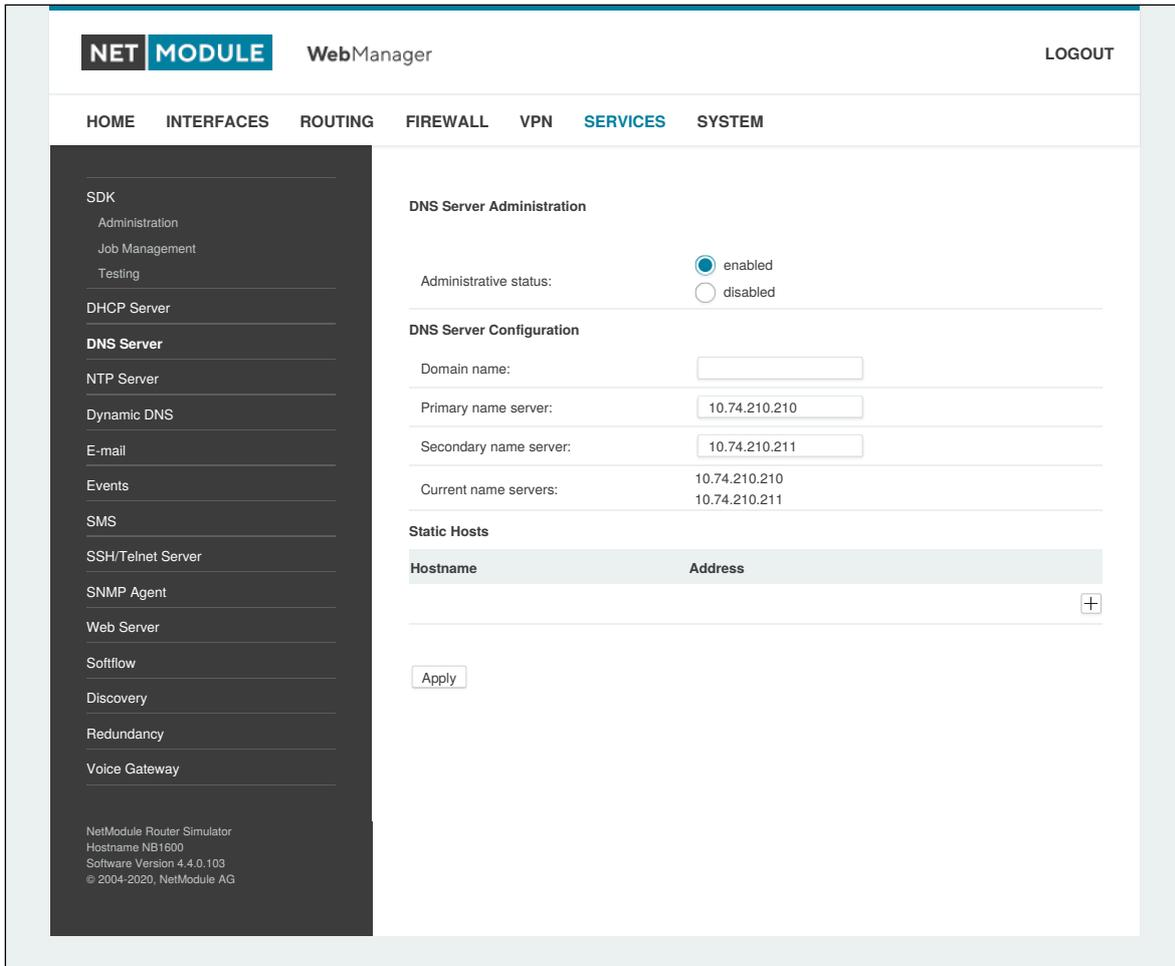 NET MODULE WebManager LOGOUT
HOME INTERFACES ROUTING FIREWALL VPN SERVICES SYSTEM
SDK
Administration
Job Management
Testing
DHCP Server
DNS Server
NTP Server
Dynamic DNS
E-mail
Events
SMS
SSH/Telnet Server
SNMP Agent
Web Server
Softflow
Discovery
Redundancy
Voice Gateway
NetModule Router Simulator
Hostname NB1600
Software Version 4.4.0.103
© 2004-2020, NetModule AG
DNS Server Administration
Administrative status:
enabled
disabled
DNS Server Configuration
Domain name:
Primary name server: 10.74.210.210
Secondary name server: 10.74.210.211
Current name servers:
10.74.210.210
10.74.210.211
Static Hosts
Hostname Address
Apply